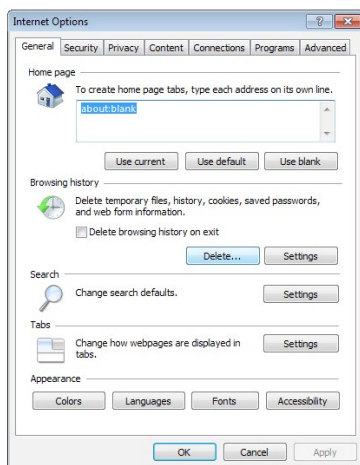 Internet Options
General Security Privacy Content Connections Programs Advanced
Home page
To create home page tabs, type each address on its own line.
about:blank
Use current Use default Use blank
Browsing history
Delete temporary files, history, cookies, saved passwords,
and web form information.
Delete browsing history on exit
Delete... Settings
Search
Change search defaults. Settings
Tabs
Change how webpages are displayed in
tabs. Settings
Appearance
Colors Languages Fonts Accessibility
OK Cancel Apply